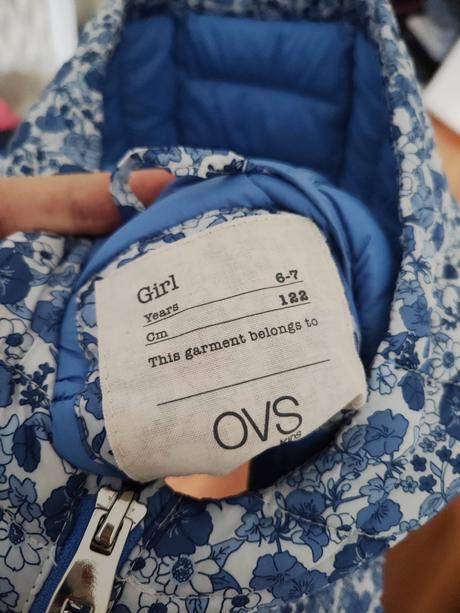 Girl
Years 6-7
Cm 122
This garment belongs to
OVS
kids